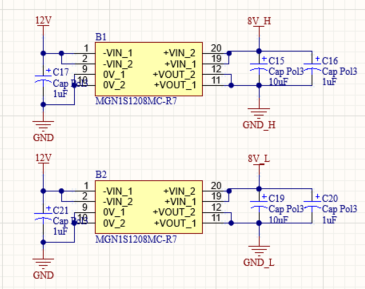 12V
8V_H
B1
1 -VIN_1 +VIN_2 20
2 -VIN_2 +VIN_1 19
9 0V_1 +VOUT_2 12
10 0V_2 +VOUT_1 11
MGN1S1208MC-R7
C17
Cap Pol3
1uF
C15
Cap Pol3
10uF
C16
Cap Pol3
1uF
GND
GND_H
12V
8V_L
B2
1 -VIN_1 +VIN_2 20
2 -VIN_2 +VIN_1 19
9 0V_1 +VOUT_2 12
10 0V_2 +VOUT_1 11
MGN1S1208MC-R7
C21
Cap Pol3
1uF
C19
Cap Pol3
10uF
C20
Cap Pol3
1uF
GND
GND_L